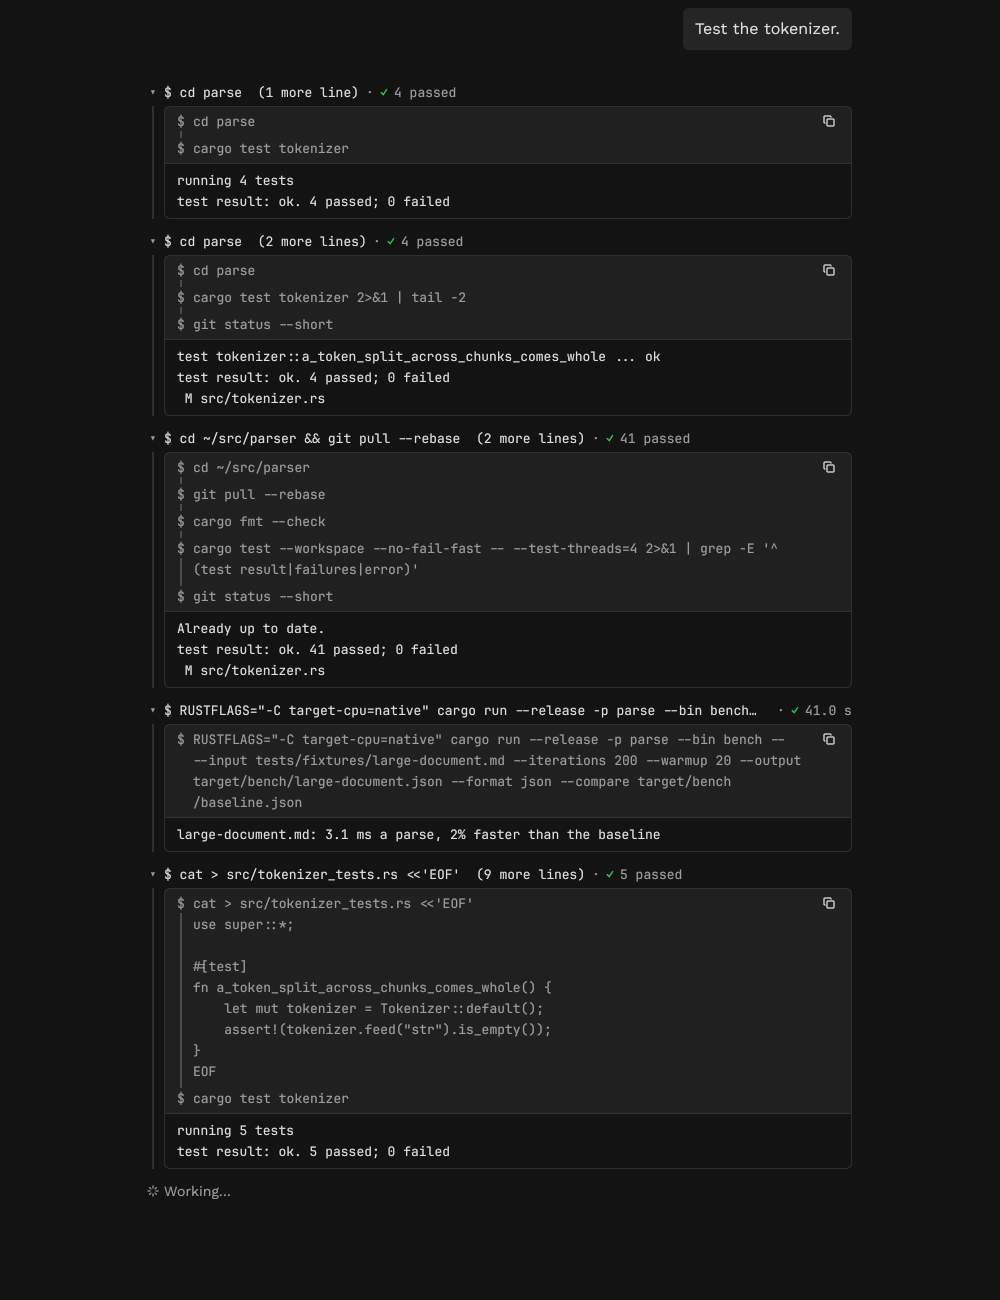 Test the tokenizer.
$ cd parse (1 more line) · ✓ 4 passed
$ cd parse
$ cargo test tokenizer
running 4 tests
test result: ok. 4 passed; 0 failed
$ cd parse (2 more lines) · ✓ 4 passed
$ cd parse
$ cargo test tokenizer 2>&1 | tail -2
$ git status --short
test tokenizer::a_token_split_across_chunks_comes_whole ... ok
test result: ok. 4 passed; 0 failed
 M src/tokenizer.rs
$ cd ~/src/parser && git pull --rebase (2 more lines) · ✓ 41 passed
$ cd ~/src/parser
$ git pull --rebase
$ cargo fmt --check
$ cargo test --workspace --no-fail-fast -- --test-threads=4 2>&1 | grep -E '^
(test result|failures|error)'
$ git status --short
Already up to date.
test result: ok. 41 passed; 0 failed
 M src/tokenizer.rs
$ RUSTFLAGS="-C target-cpu=native" cargo run --release -p parse --bin bench… · ✓ 41.0 s
$ RUSTFLAGS="-C target-cpu=native" cargo run --release -p parse --bin bench --
--input tests/fixtures/large-document.md --iterations 200 --warmup 20 --output
target/bench/large-document.json --format json --compare target/bench
/baseline.json
large-document.md: 3.1 ms a parse, 2% faster than the baseline
$ cat > src/tokenizer_tests.rs <<'EOF' (9 more lines) · ✓ 5 passed
$ cat > src/tokenizer_tests.rs <<'EOF'
use super::*;

#[test]
fn a_token_split_across_chunks_comes_whole() {
    let mut tokenizer = Tokenizer::default();
    assert!(tokenizer.feed("str").is_empty());
}
EOF
$ cargo test tokenizer
running 5 tests
test result: ok. 5 passed; 0 failed
Working...